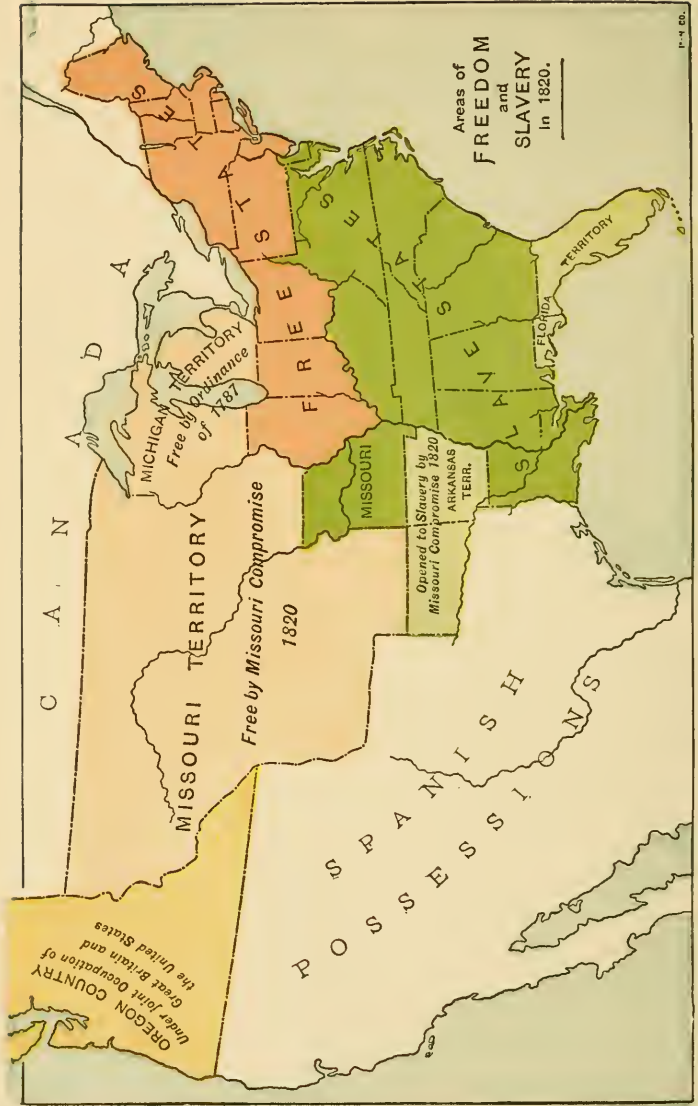 Areas of
FREEDOM
and
SLAVERY
in 1820.
CANADA
OREGON COUNTRY
Under Joint Occupation of
Great Britain and
the United States
MISSOURI TERRITORY
Free by Missouri Compromise
1820
MICHIGAN TERRITORY
Free by Ordinance
of 1787
FREE STATES
MISSOURI
SLAVE STATES
Opened to Slavery by
Missouri Compromise 1820
ARKANSAS
TERR.
FLORIDA TERRITORY
SPANISH
POSSESSIONS